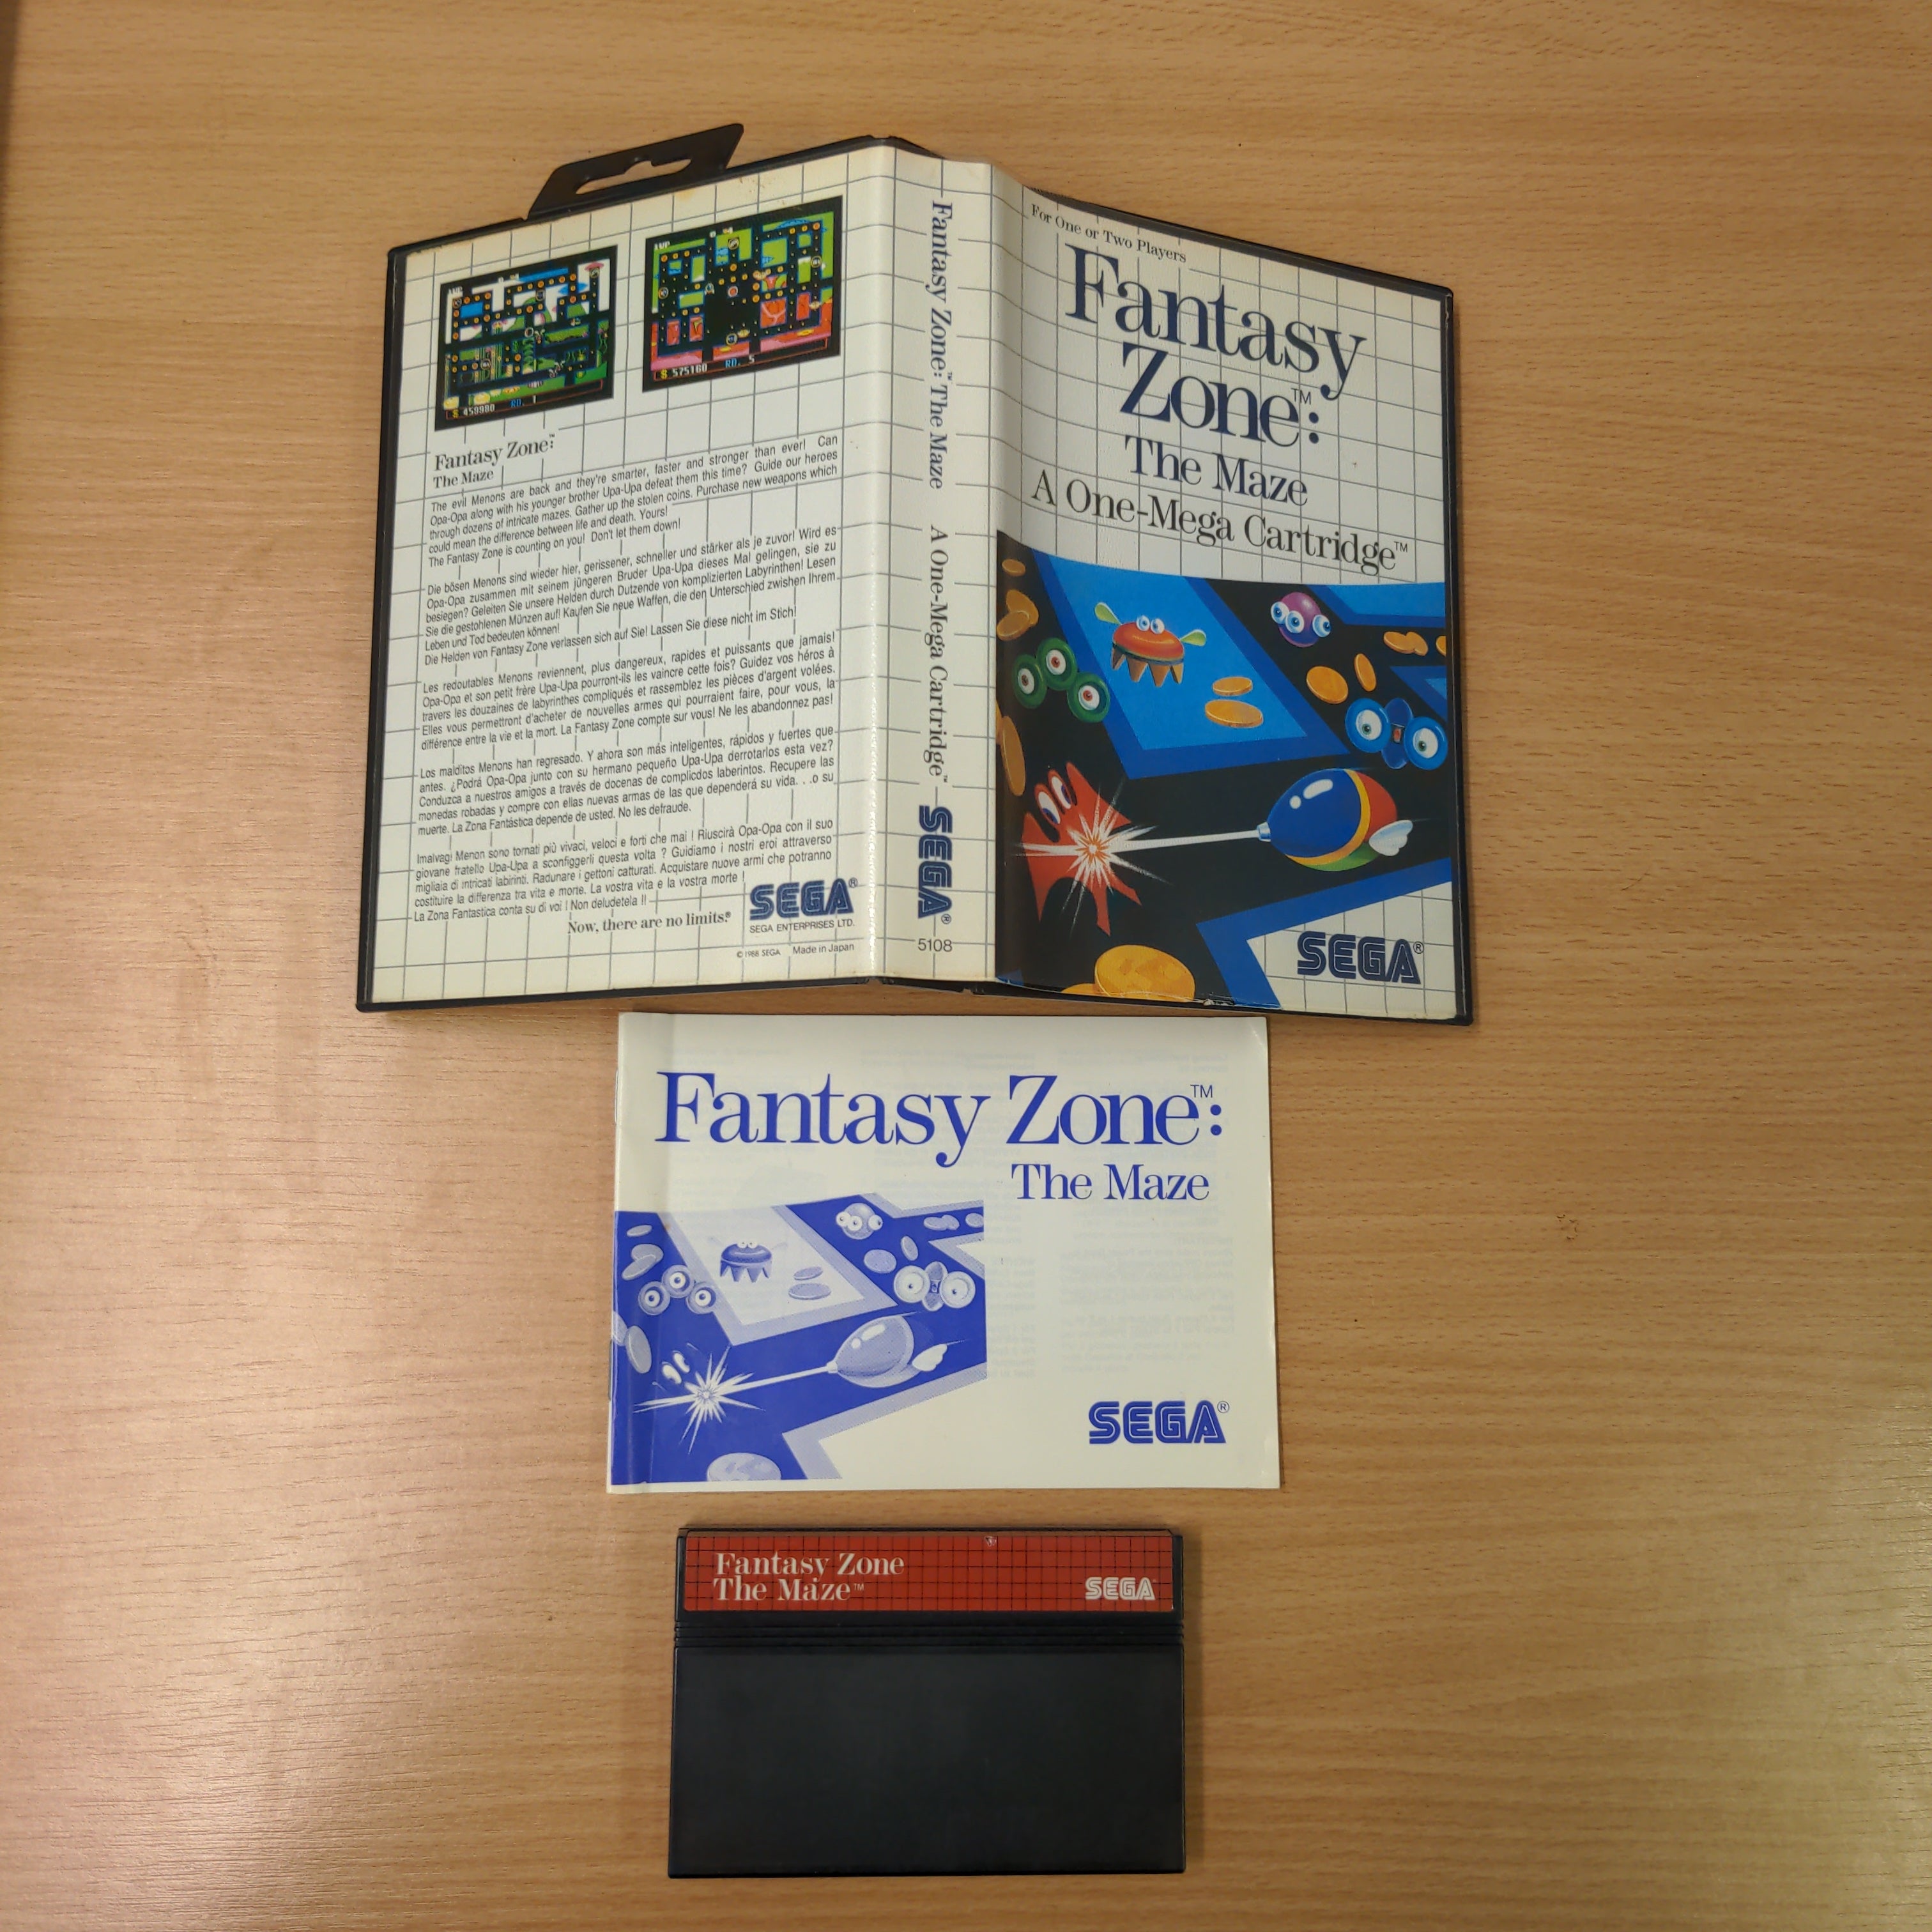 1UP
S 459980 RD. 1
1UP
S 575160 RD. 5
Fantasy Zone:™
The Maze
The evil Menons are back and they're smarter, faster and stronger than ever! Can
Opa-Opa along with his younger brother Upa-Upa defeat them this time? Guide our heroes
through dozens of intricate mazes. Gather up the stolen coins. Purchase new weapons which
could mean the difference between life and death. Yours!
The Fantasy Zone is counting on you! Don't let them down!
Die bösen Menons sind wieder hier, gerissener, schneller und stärker als je zuvor! Wird es
Opa-Opa zusammen mit seinem jüngeren Bruder Upa-Upa dieses Mal gelingen, sie zu
besiegen? Geleiten Sie unsere Helden durch Dutzende von komplizierten Labyrinthen! Lesen
Sie die gestohlenen Münzen auf! Kaufen Sie neue Waffen, die den Unterschied zwischen Ihrem
Leben und Tod bedeuten können!
Die Helden von Fantasy Zone verlassen sich auf Sie! Lassen Sie diese nicht im Stich!
Les redoutables Menons reviennent, plus dangereux, rapides et puissants que jamais!
Opa-Opa et son petit frère Upa-Upa pourront-ils les vaincre cette fois? Guidez vos héros à
travers les douzaines de labyrinthes compliqués et rassemblez les pièces d'argent volées.
Elles vous permettront d'acheter de nouvelles armes qui pourraient faire, pour vous, la
différence entre la vie et la mort. La Fantasy Zone compte sur vous! Ne les abandonnez pas!
Los malditos Menons han regresado. Y ahora son más inteligentes, rápidos y fuertes que
antes. ¿Podrá Opa-Opa junto con su hermano pequeño Upa-Upa derrotarlos esta vez?
Conduzca a nuestros amigos a través de docenas de complicdos laberintos. Recupere las
monedas robadas y compre con ellas nuevas armas de las que dependerá su vida. . .o su
muerte. La Zona Fantástica depende de usted. No les defraude.
Imalvagi Menon sono tornati più vivaci, veloci e forti che mai ! Riuscirà Opa-Opa con il suo
giovane fratello Upa-Upa a sconfiggerli questa volta ? Guidiamo i nostri eroi attraverso
migliaia di intricati labirinti. Radunare i gettoni catturati. Acquistare nuove armi che potranno
costituire la differenza tra vita e morte. La vostra vita e la vostra morte !
La Zona Fantastica conta su di voi ! Non deludetela !!
Now, there are no limits.®
SEGA®
SEGA ENTERPRISES LTD.
© 1988 SEGA Made in Japan
Fantasy Zone:™ The Maze A One-Mega Cartridge™ SEGA®
5108
For One or Two Players
Fantasy
Zone™:
The Maze
A One-Mega Cartridge™
SEGA®
Fantasy Zone™:
The Maze
SEGA®
Fantasy Zone
The Maze™
SEGA